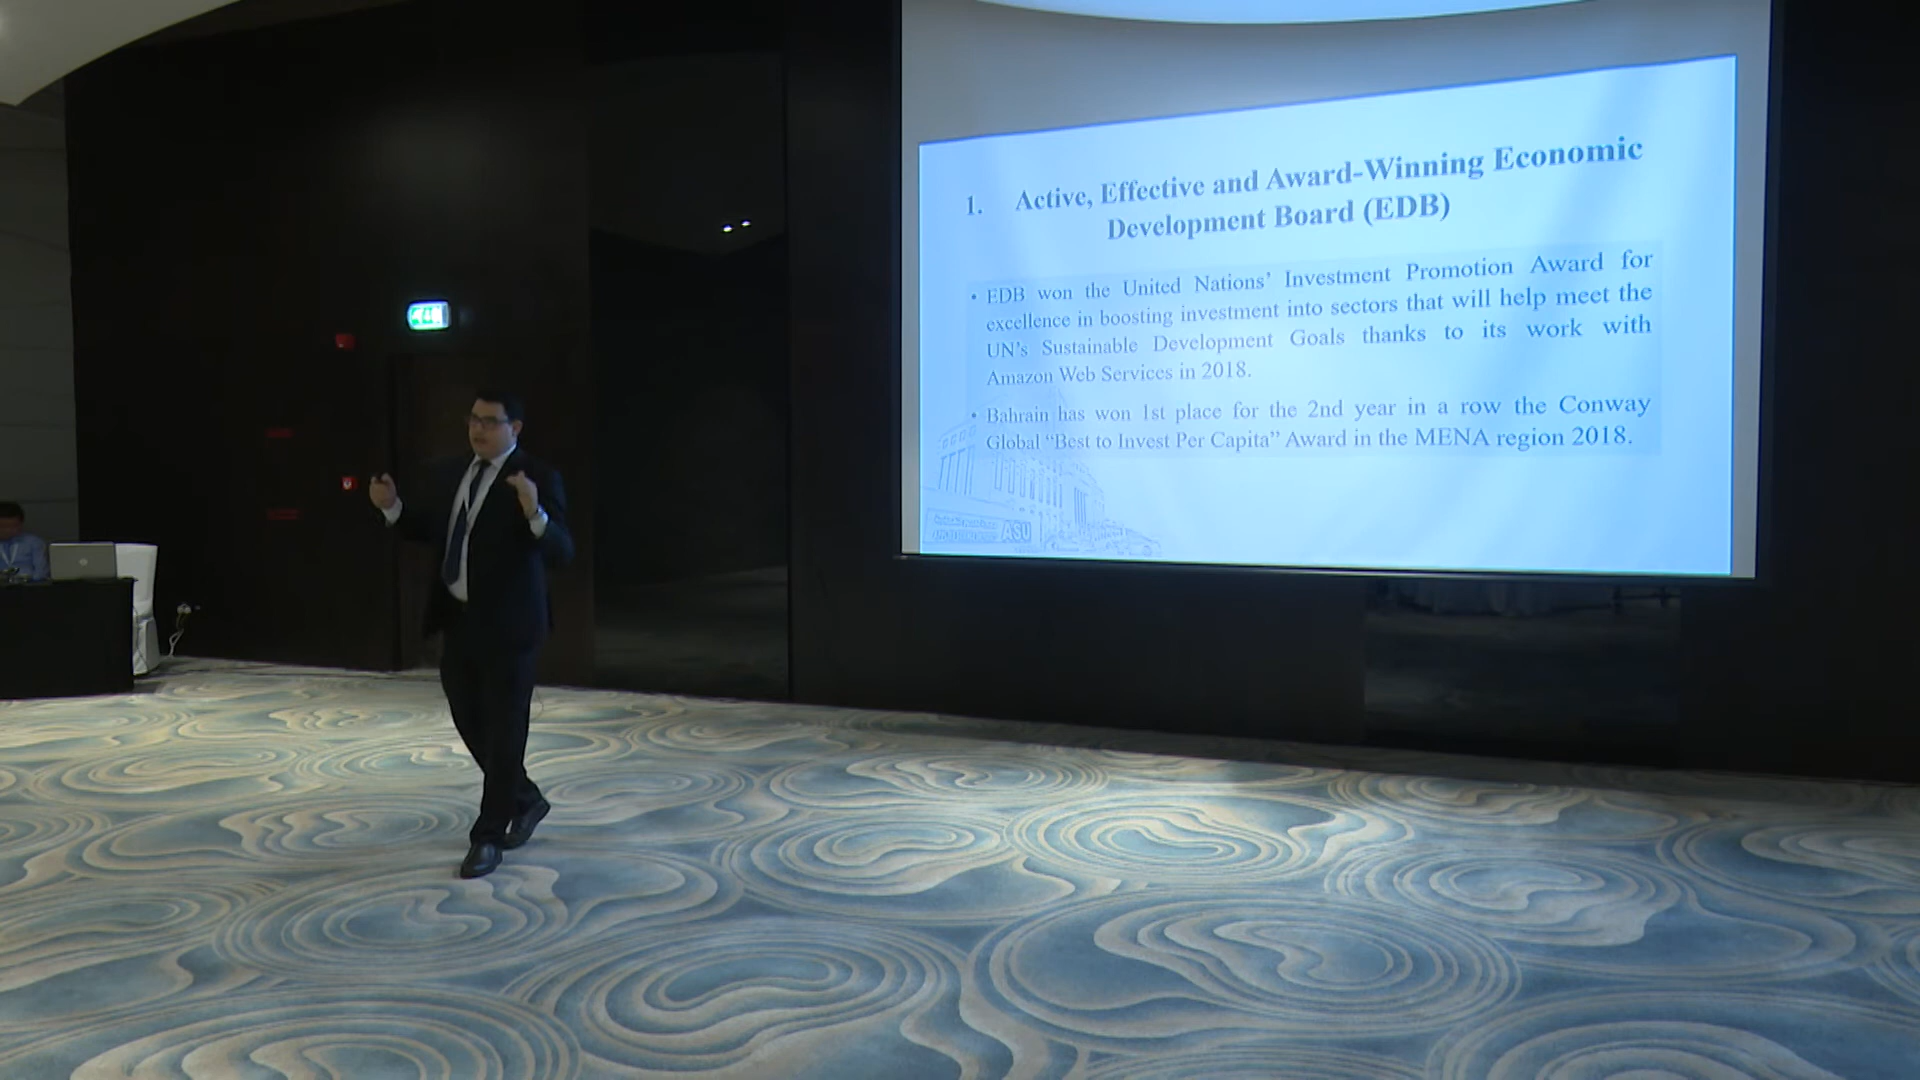 1. Active, Effective and Award-Winning Economic
Development Board (EDB)
• EDB won the United Nations’ Investment Promotion Award for
excellence in boosting investment into sectors that will help meet the
UN’s Sustainable Development Goals thanks to its work with
Amazon Web Services in 2018.
• Bahrain has won 1st place for the 2nd year in a row the Conway
Global “Best to Invest Per Capita” Award in the MENA region 2018.
ASU